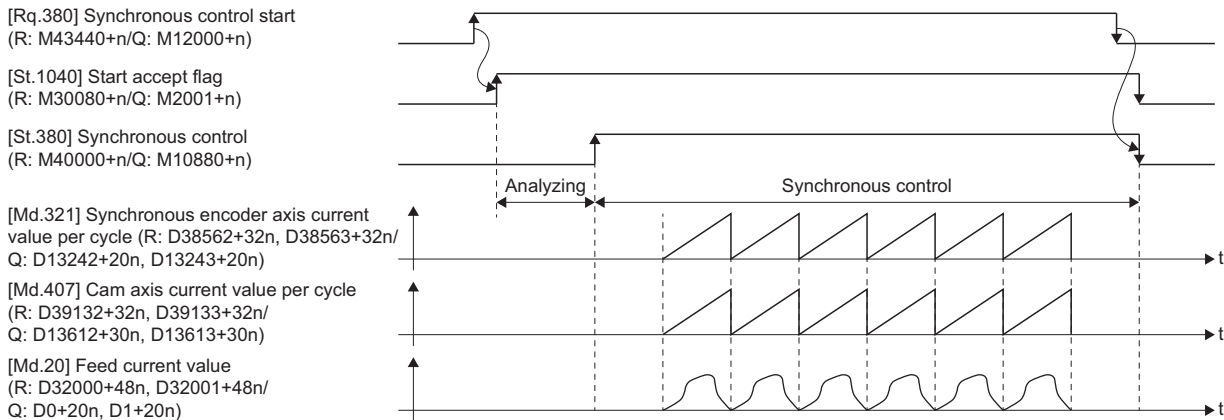 [Rq.380] Synchronous control start
(R: M43440+n/Q: M12000+n)
[St.1040] Start accept flag
(R: M30080+n/Q: M2001+n)
[St.380] Synchronous control
(R: M40000+n/Q: M10880+n)
Analyzing
Synchronous control
[Md.321] Synchronous encoder axis current
value per cycle (R: D38562+32n, D38563+32n/
Q: D13242+20n, D13243+20n)
t
[Md.407] Cam axis current value per cycle
(R: D39132+32n, D39133+32n/
Q: D13612+30n, D13613+30n)
t
[Md.20] Feed current value
(R: D32000+48n, D32001+48n/
Q: D0+20n, D1+20n)
t